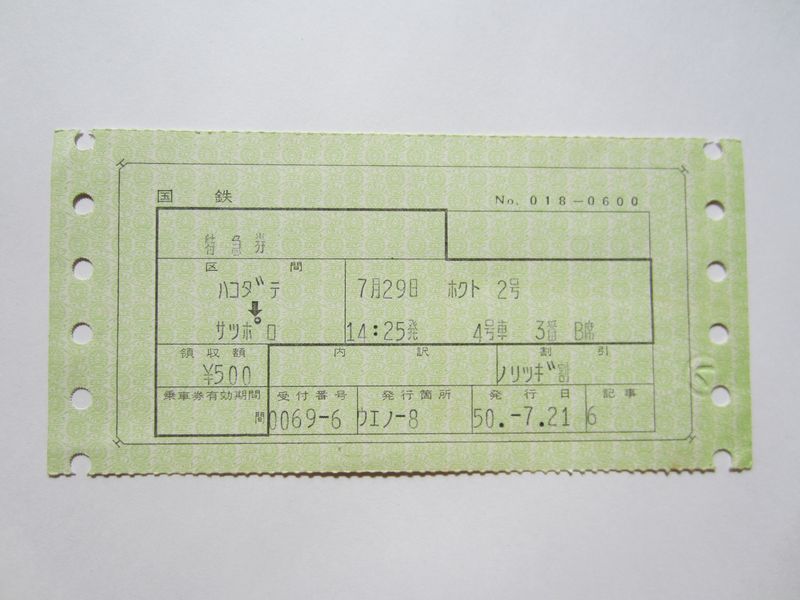 国鉄 No. 018-0600
特急券
区間
ハコダテ 7月29日 ホクト 2号
⬇
サツポロ 14:25発 4号車 3番 B席
領収額 内訳 割引
¥500 ノリツギ割
乗車券有効期間 受付番号 発行箇所 発行日 記事
間 0069-6 ウエノ-8 50.-7.21 6